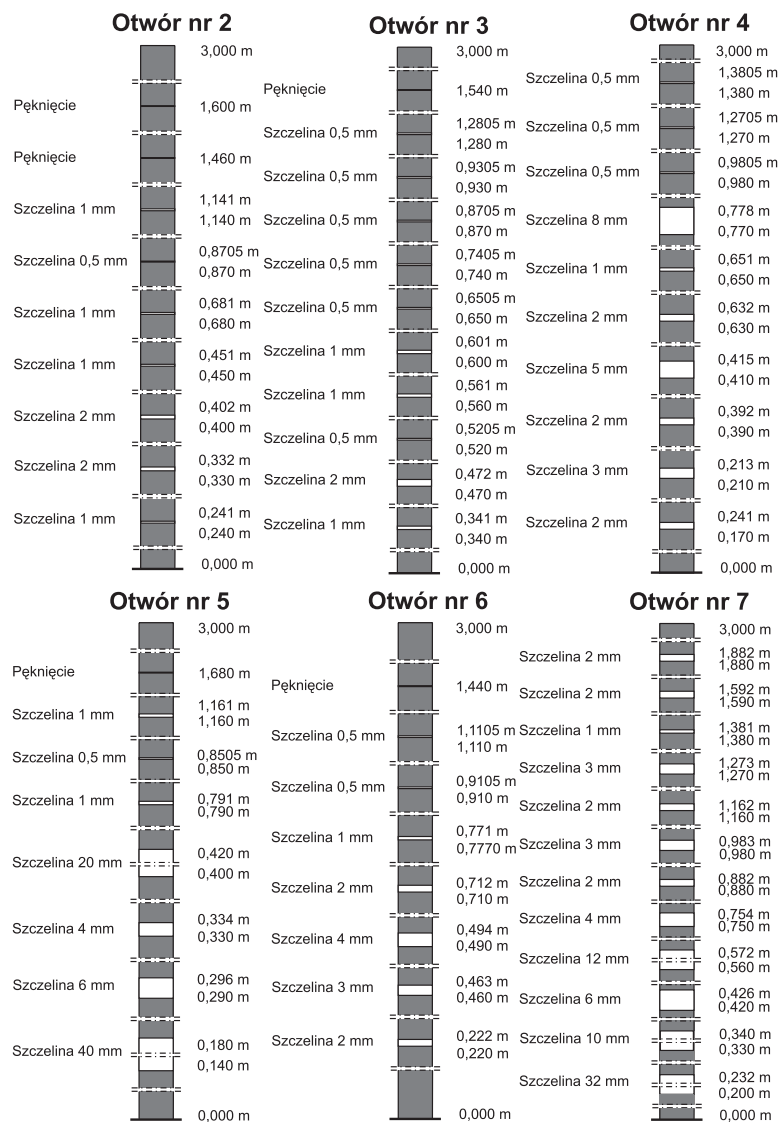 Otwór nr 2
3,000 m
Pęknięcie
1,600 m
Pęknięcie
1,460 m
Szczelina 1 mm
1,141 m
1,140 m
Szczelina 0,5 mm
0,8705 m
0,870 m
Szczelina 1 mm
0,681 m
0,680 m
Szczelina 1 mm
0,451 m
0,450 m
Szczelina 2 mm
0,402 m
0,400 m
Szczelina 2 mm
0,332 m
0,330 m
Szczelina 1 mm
0,241 m
0,240 m
0,000 m
Otwór nr 3
3,000 m
Pęknięcie
1,540 m
Szczelina 0,5 mm
1,2805 m
1,280 m
Szczelina 0,5 mm
0,9305 m
0,930 m
Szczelina 0,5 mm
0,8705 m
0,870 m
Szczelina 0,5 mm
0,7405 m
0,740 m
Szczelina 0,5 mm
0,6505 m
0,650 m
Szczelina 1 mm
0,601 m
0,600 m
Szczelina 1 mm
0,561 m
0,560 m
Szczelina 0,5 mm
0,5205 m
0,520 m
Szczelina 2 mm
0,472 m
0,470 m
Szczelina 1 mm
0,341 m
0,340 m
0,000 m
Otwór nr 4
3,000 m
Szczelina 0,5 mm
1,3805 m
1,380 m
Szczelina 0,5 mm
1,2705 m
1,270 m
Szczelina 0,5 mm
0,9805 m
0,980 m
Szczelina 8 mm
0,778 m
0,770 m
Szczelina 1 mm
0,651 m
0,650 m
Szczelina 2 mm
0,632 m
0,630 m
Szczelina 5 mm
0,415 m
0,410 m
Szczelina 2 mm
0,392 m
0,390 m
Szczelina 3 mm
0,213 m
0,210 m
Szczelina 2 mm
0,241 m
0,170 m
0,000 m
Otwór nr 5
3,000 m
Pęknięcie
1,680 m
Szczelina 1 mm
1,161 m
1,160 m
Szczelina 0,5 mm
0,8505 m
0,850 m
Szczelina 1 mm
0,791 m
0,790 m
Szczelina 20 mm
0,420 m
0,400 m
Szczelina 4 mm
0,334 m
0,330 m
Szczelina 6 mm
0,296 m
0,290 m
Szczelina 40 mm
0,180 m
0,140 m
0,000 m
Otwór nr 6
3,000 m
Pęknięcie
1,440 m
Szczelina 0,5 mm
1,1105 m
1,110 m
Szczelina 0,5 mm
0,9105 m
0,910 m
Szczelina 1 mm
0,771 m
0,7770 m
Szczelina 2 mm
0,712 m
0,710 m
Szczelina 4 mm
0,494 m
0,490 m
Szczelina 3 mm
0,463 m
0,460 m
Szczelina 2 mm
0,222 m
0,220 m
0,000 m
Otwór nr 7
3,000 m
Szczelina 2 mm
1,882 m
1,880 m
Szczelina 2 mm
1,592 m
1,590 m
Szczelina 1 mm
1,381 m
1,380 m
Szczelina 3 mm
1,273 m
1,270 m
Szczelina 2 mm
1,162 m
1,160 m
Szczelina 3 mm
0,983 m
0,980 m
Szczelina 2 mm
0,882 m
0,880 m
Szczelina 4 mm
0,754 m
0,750 m
Szczelina 12 mm
0,572 m
0,560 m
Szczelina 6 mm
0,426 m
0,420 m
Szczelina 10 mm
0,340 m
0,330 m
Szczelina 32 mm
0,232 m
0,200 m
0,000 m